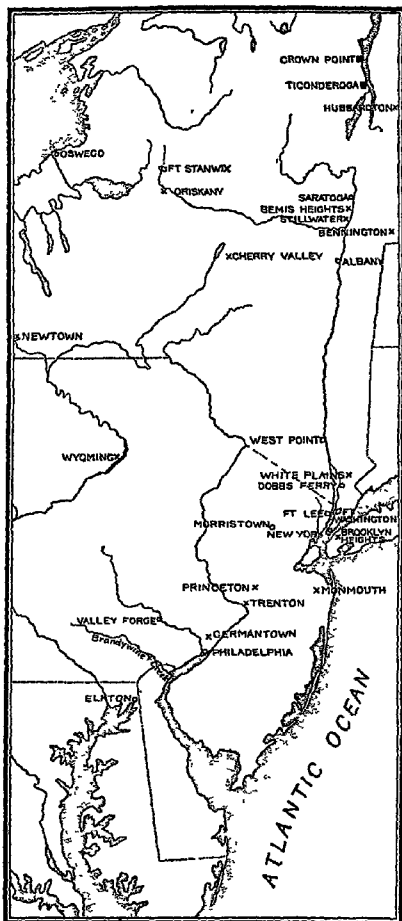 CROWN POINT
TICONDEROGA
HUBBARDTON
OSWEGO
FT STANWIX
ORISKANY
SARATOGA
BEMIS HEIGHTS
STILLWATER
BENNINGTON
CHERRY VALLEY
ALBANY
NEWTOWN
WEST POINT
WYOMING
WHITE PLAINS
DOBBS FERRY
FT LEE
FT
WASHINGTON
MORRISTOWN
NEW YORK
BROOKLYN
HEIGHTS
PRINCETON
MONMOUTH
TRENTON
VALLEY FORGE
GERMANTOWN
Brandywine
PHILADELPHIA
ELKTON
ATLANTIC OCEAN